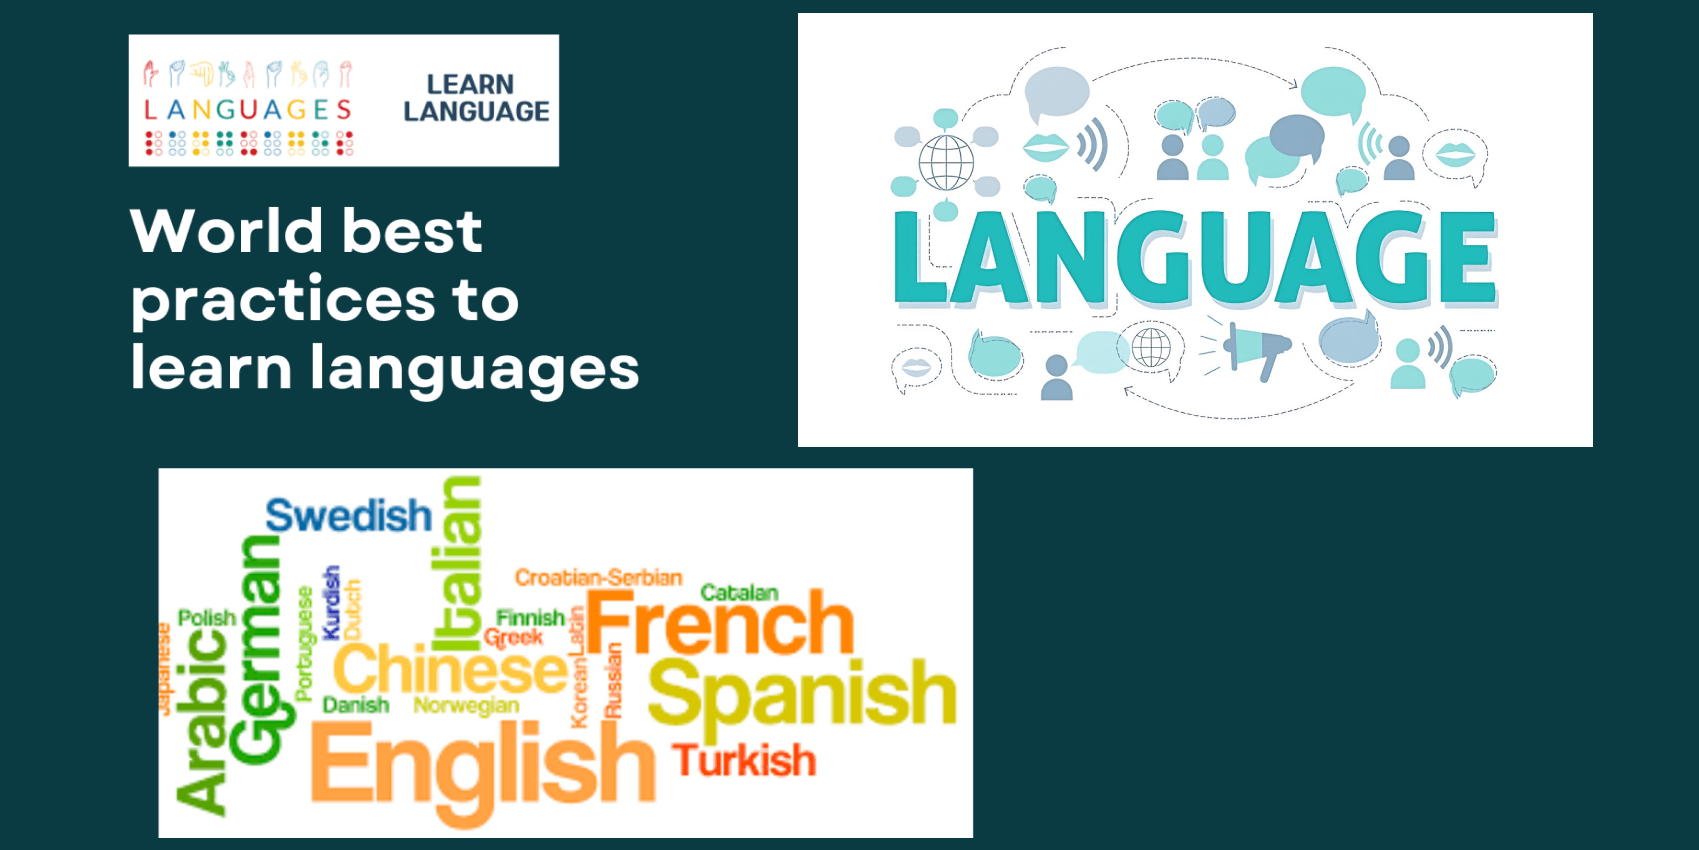 LANGUAGES
LEARN
LANGUAGE
World best
practices to
learn languages
LANGUAGE
Swedish
Italian
German
Croatian-Serbian
Catalan
Kurdish
Dutch
Portuguese
Polish
Finnish
Latin
French
Greek
Japanese
Arabic
Chinese
Korean
Russian
Spanish
Danish
Norwegian
English
Turkish